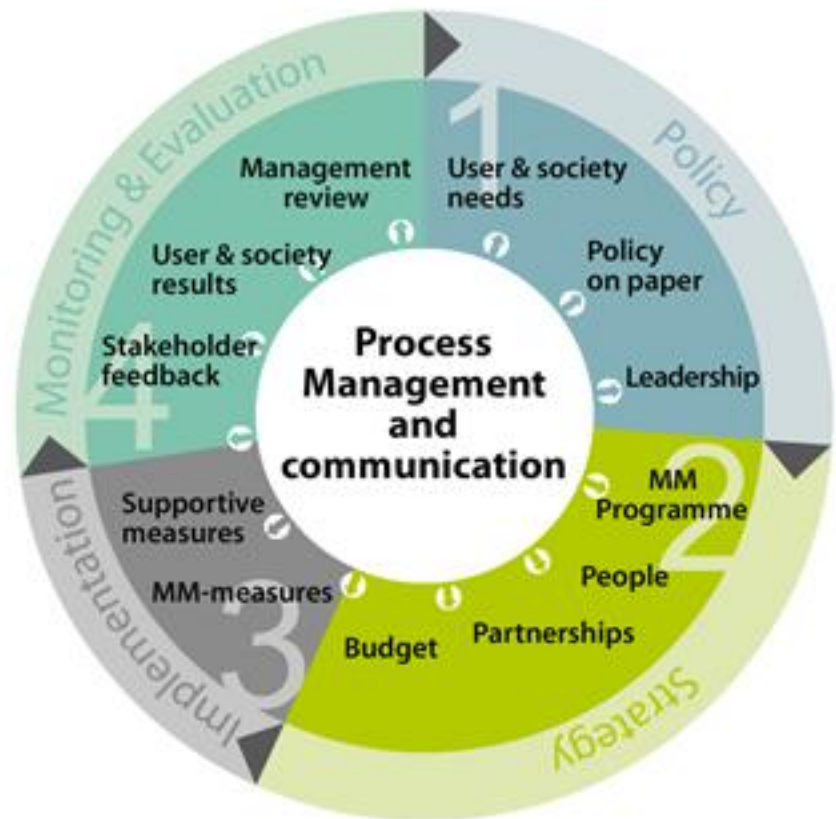 Process
Management
and
communication
1
Policy
User & society
needs
Policy
on paper
Leadership
2
Strategy
MM
Programme
People
Partnerships
Budget
3
Implementation
MM-measures
Supportive
measures
4
Monitoring & Evaluation
Stakeholder
feedback
User & society
results
Management
review